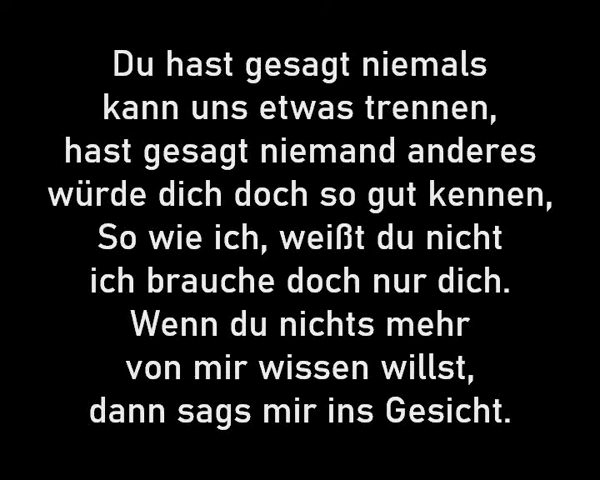 Du hast gesagt niemals
kann uns etwas trennen,
hast gesagt niemand anderes
würde dich doch so gut kennen,
So wie ich, weißt du nicht
ich brauche doch nur dich.
Wenn du nichts mehr
von mir wissen willst,
dann sags mir ins Gesicht.